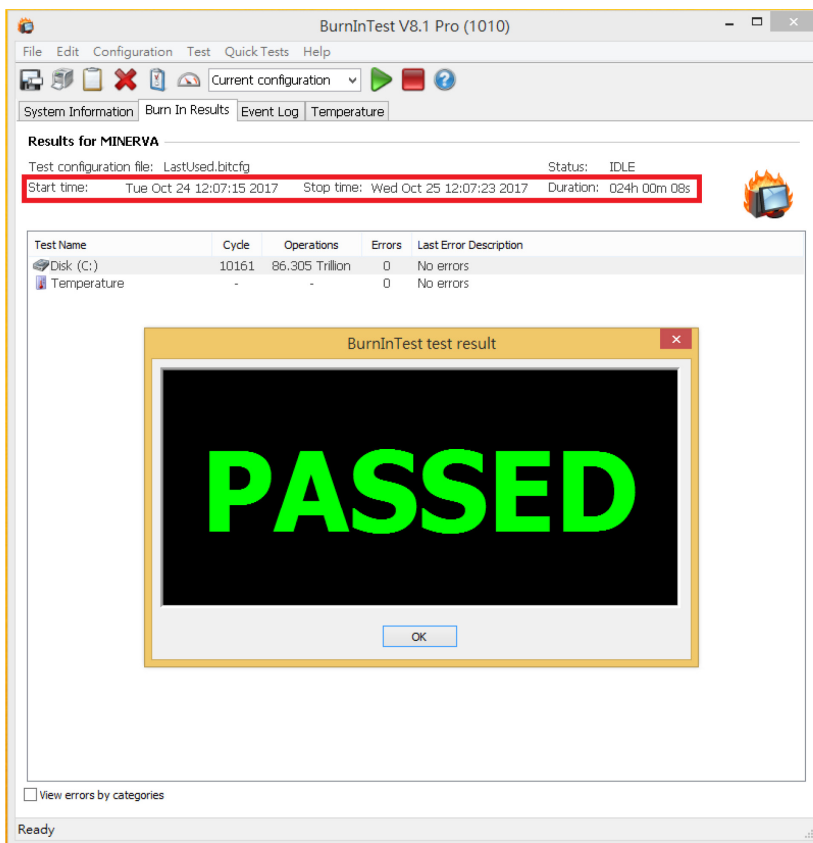 BurnInTest V8.1 Pro (1010)
File Edit Configuration Test Quick Tests Help
Current configuration
System Information Burn In Results Event Log Temperature
Results for MINERVA
Test configuration file: LastUsed.bitcfg Status: IDLE
Start time: Tue Oct 24 12:07:15 2017 Stop time: Wed Oct 25 12:07:23 2017 Duration: 024h 00m 08s
Test Name Cycle Operations Errors Last Error Description
Disk (C:) 10161 86.305 Trillion 0 No errors
Temperature - - 0 No errors
BurnInTest test result
PASSED
OK
View errors by categories
Ready